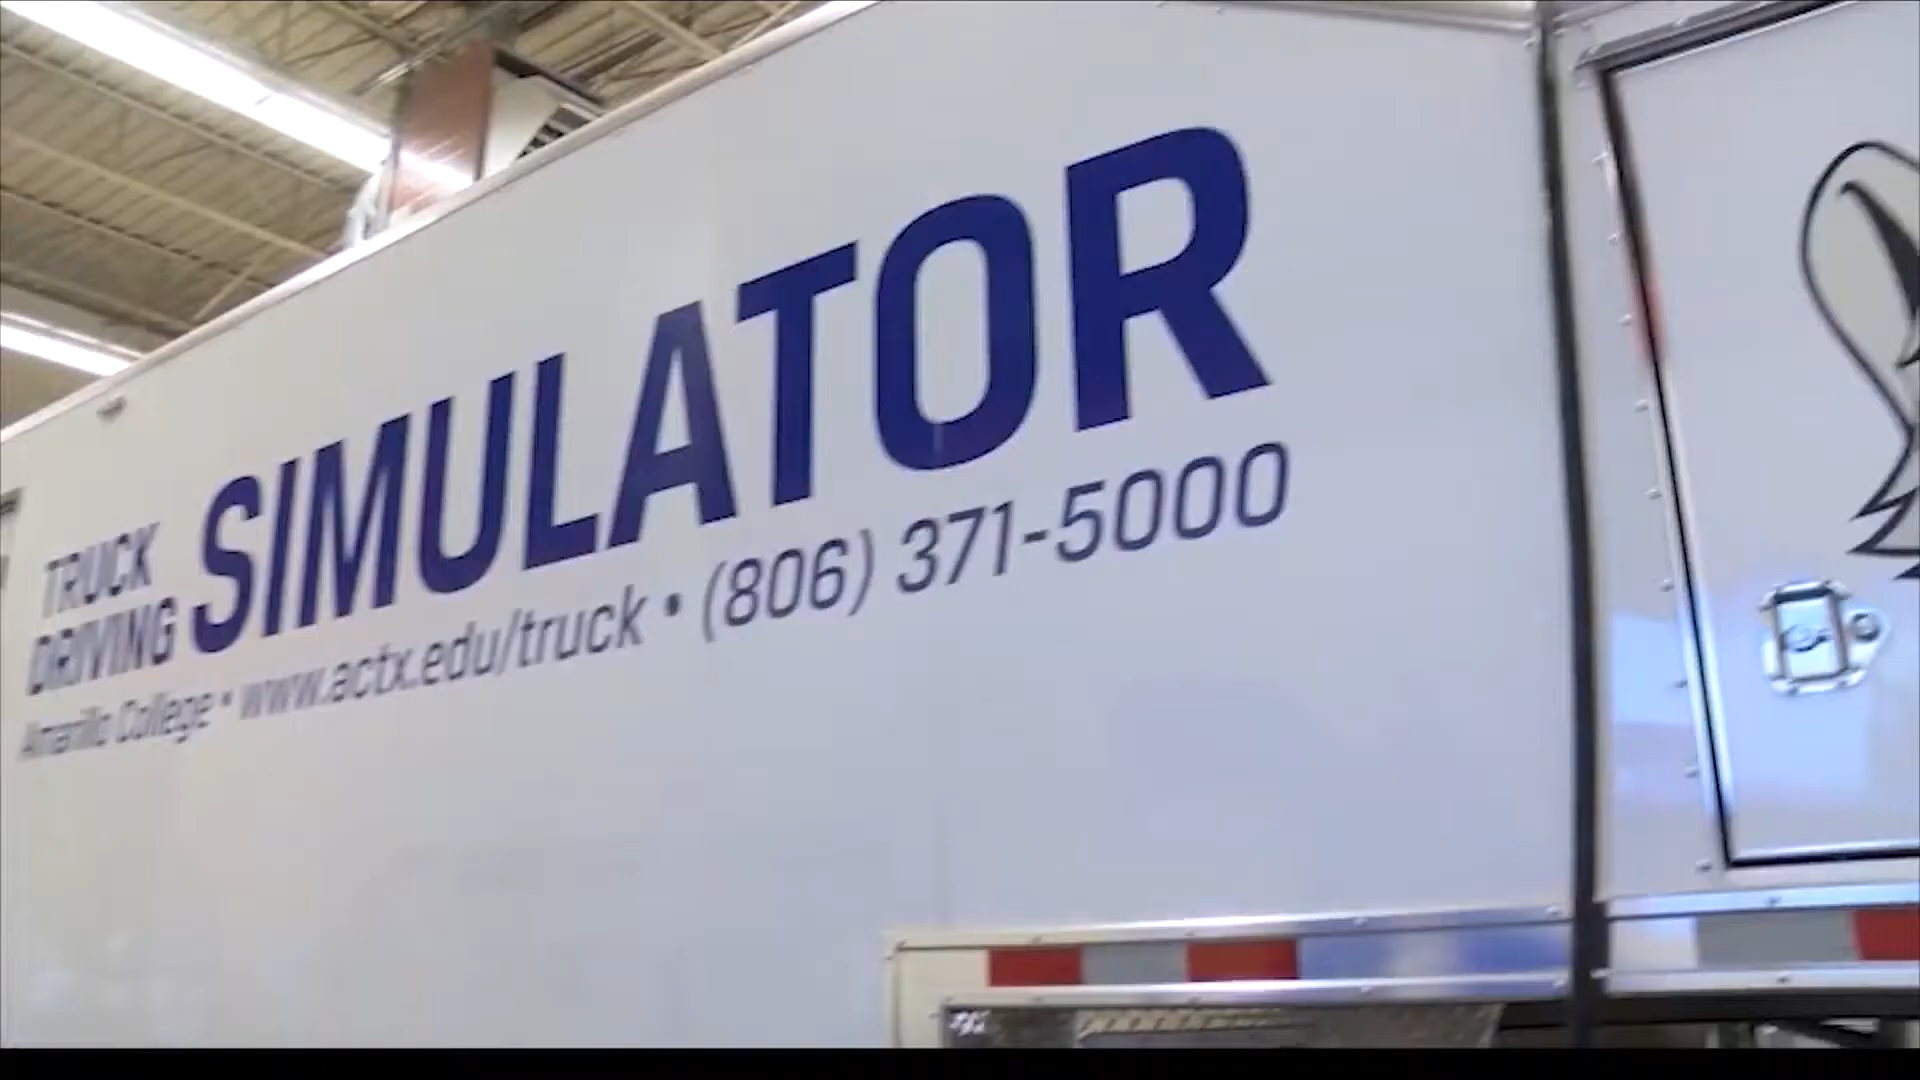 TRUCK
DRIVING SIMULATOR
Amarillo College • www.actx.edu/truck • (806) 371-5000